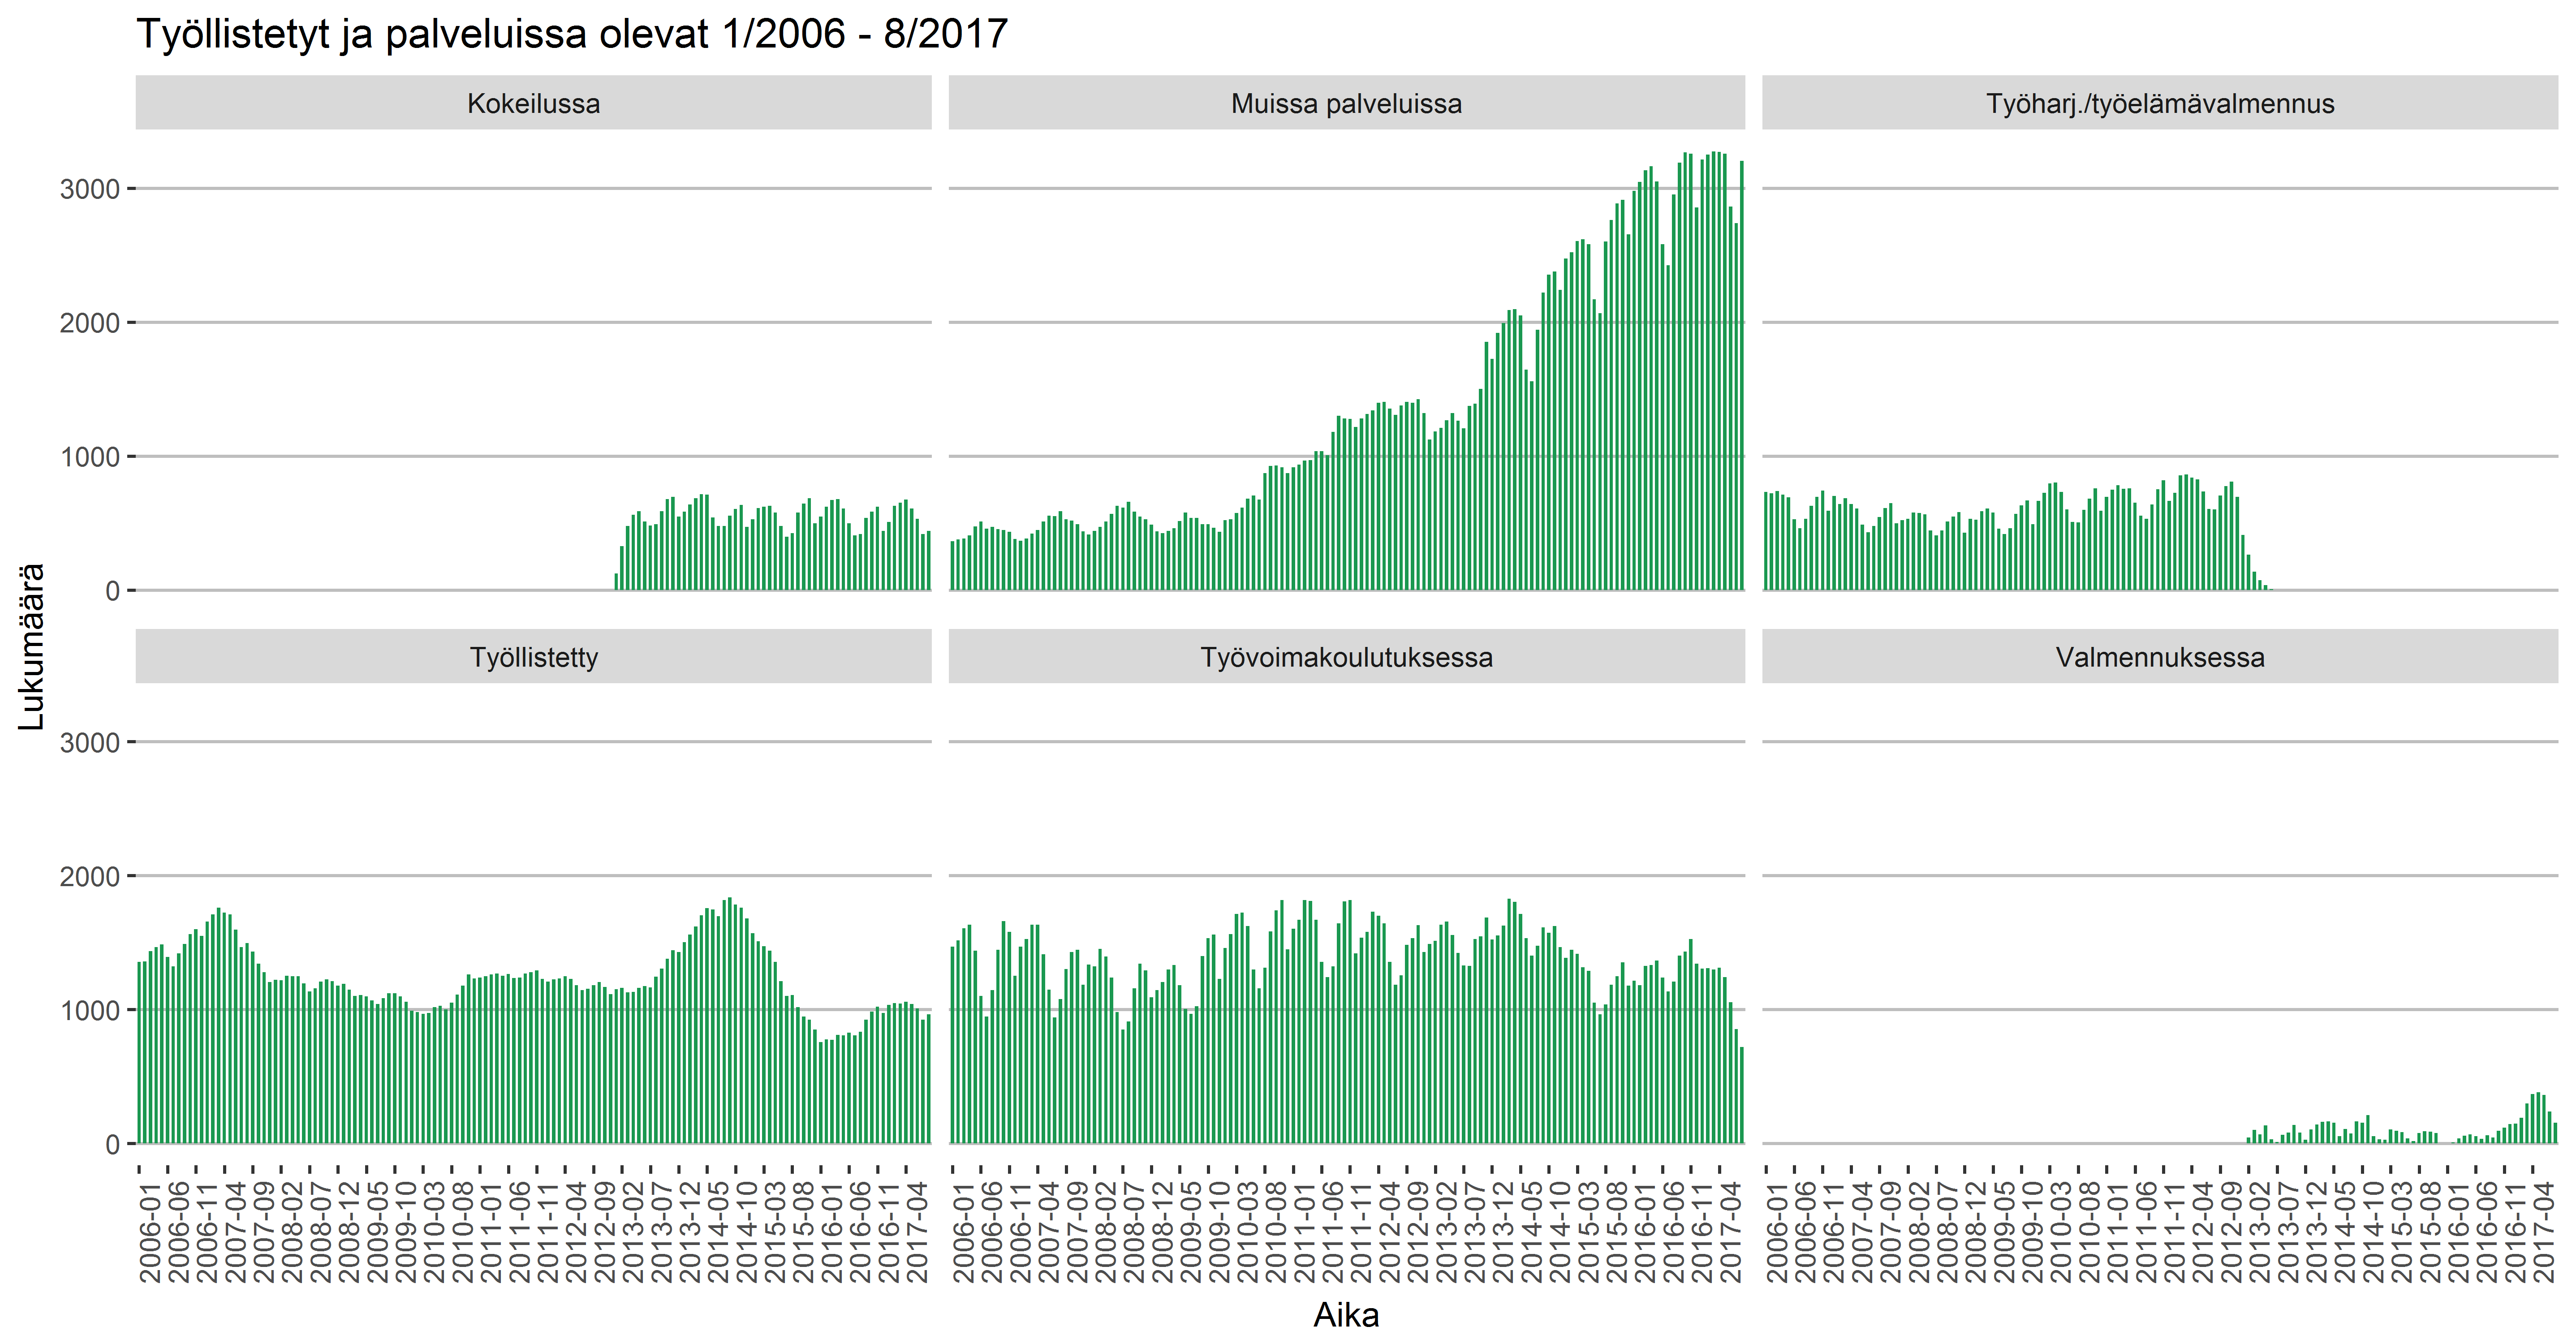 Työllistetyt ja palveluissa olevat 1/2006 - 8/2017
Kokeilussa
Muissa palveluissa
Työharj./työelämävalmennus
3000
2000
1000
0
Lukumäärä
Työllistetty
Työvoimakoulutuksessa
Valmennuksessa
3000
2000
1000
0
2006-01 2006-06 2006-11 2007-04 2007-09 2008-02 2008-07 2008-12 2009-05 2009-10 2010-03 2010-08 2011-01 2011-06 2011-11 2012-04 2012-09 2013-02 2013-07 2013-12 2014-05 2014-10 2015-03 2015-08 2016-01 2016-06 2016-11 2017-04
2006-01 2006-06 2006-11 2007-04 2007-09 2008-02 2008-07 2008-12 2009-05 2009-10 2010-03 2010-08 2011-01 2011-06 2011-11 2012-04 2012-09 2013-02 2013-07 2013-12 2014-05 2014-10 2015-03 2015-08 2016-01 2016-06 2016-11 2017-04
2006-01 2006-06 2006-11 2007-04 2007-09 2008-02 2008-07 2008-12 2009-05 2009-10 2010-03 2010-08 2011-01 2011-06 2011-11 2012-04 2012-09 2013-02 2013-07 2013-12 2014-05 2014-10 2015-03 2015-08 2016-01 2016-06 2016-11 2017-04
Aika